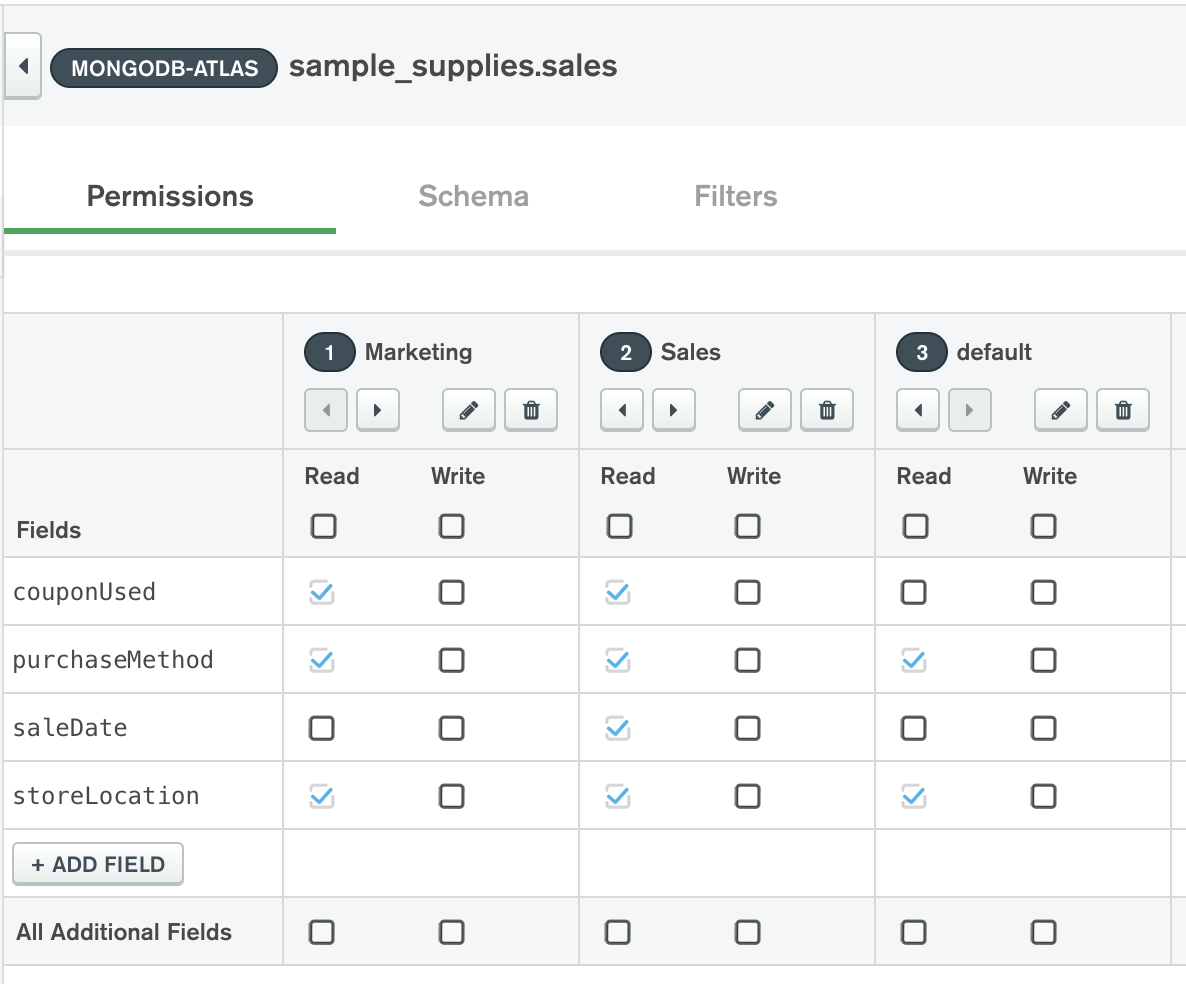 MONGODB-ATLAS sample_supplies.sales
Permissions Schema Filters
1 Marketing 2 Sales 3 default
Read Write Read Write Read Write
Fields
couponUsed
purchaseMethod
saleDate
storeLocation
+ ADD FIELD
All Additional Fields